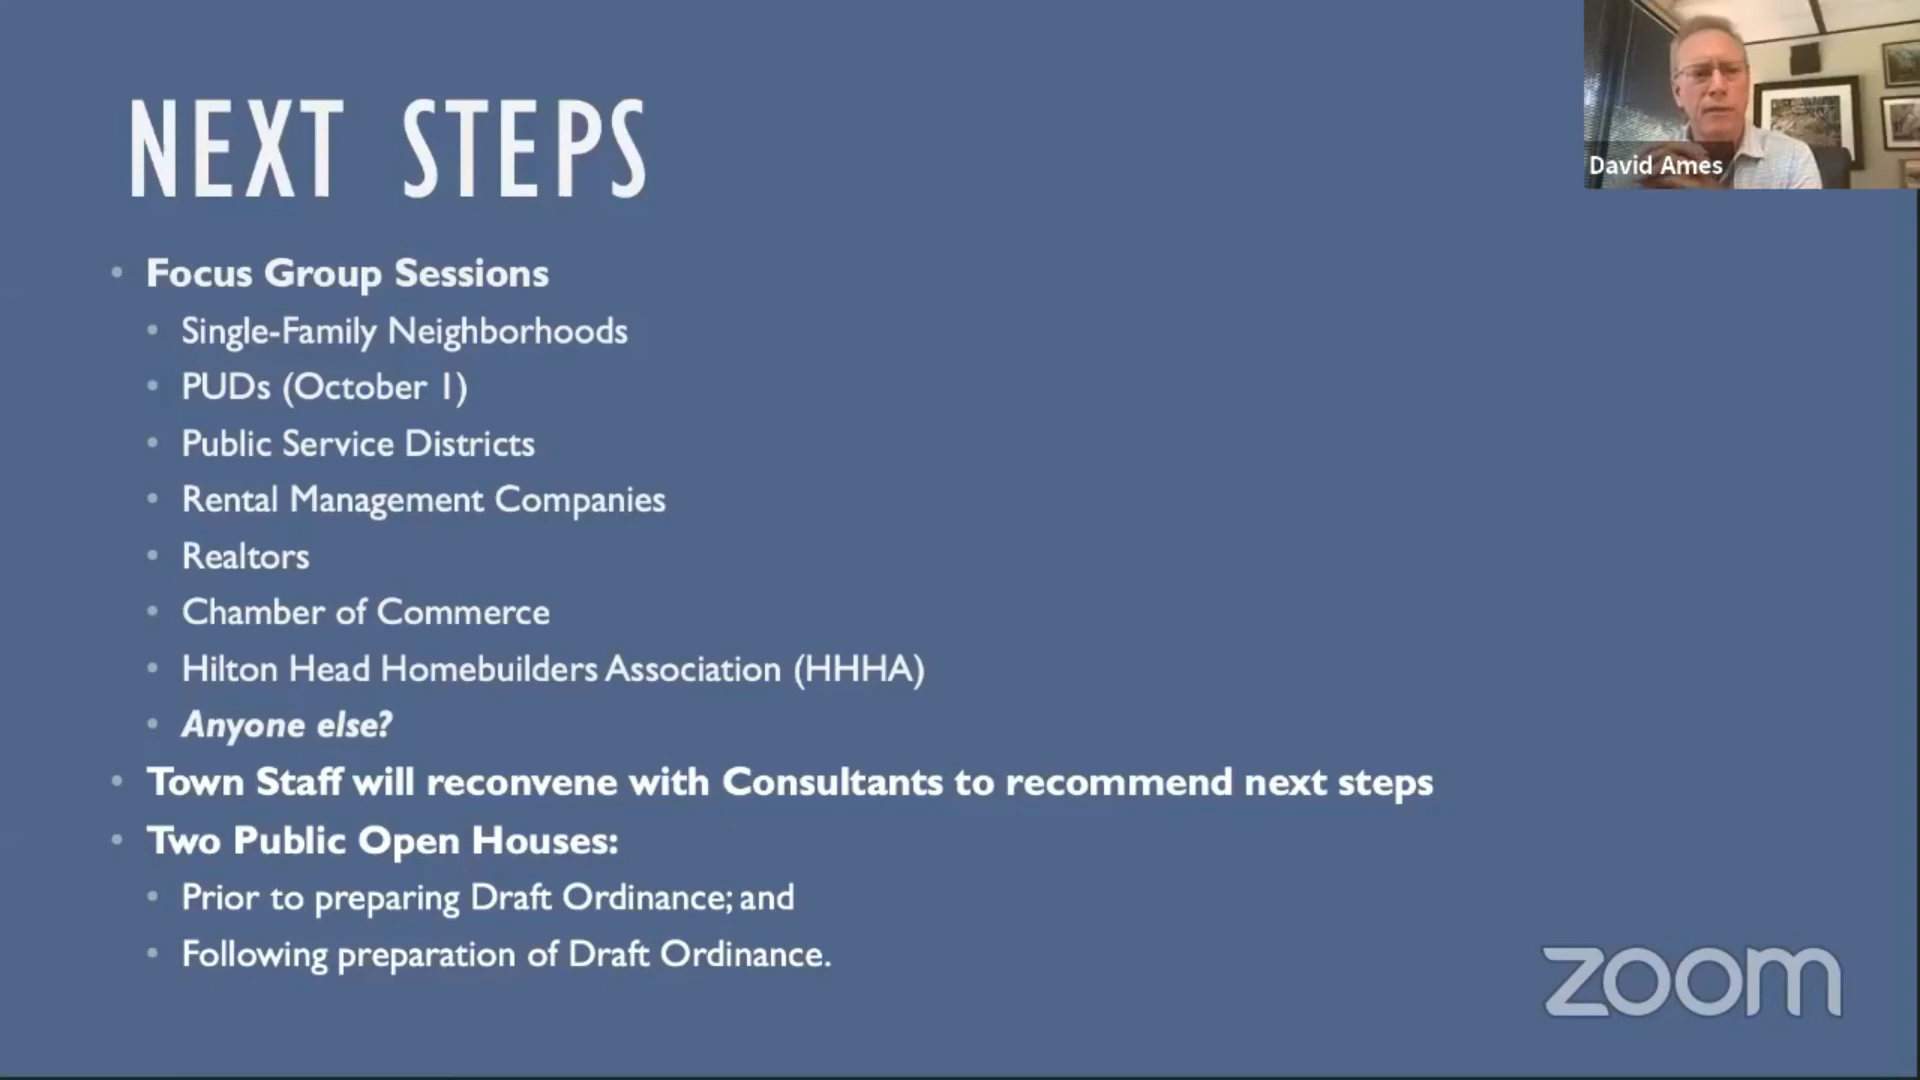 NEXT STEPS
David Ames
• Focus Group Sessions
• Single-Family Neighborhoods
• PUDs (October 1)
• Public Service Districts
• Rental Management Companies
• Realtors
• Chamber of Commerce
• Hilton Head Homebuilders Association (HHHA)
• Anyone else?
• Town Staff will reconvene with Consultants to recommend next steps
• Two Public Open Houses:
• Prior to preparing Draft Ordinance; and
• Following preparation of Draft Ordinance.
zoom